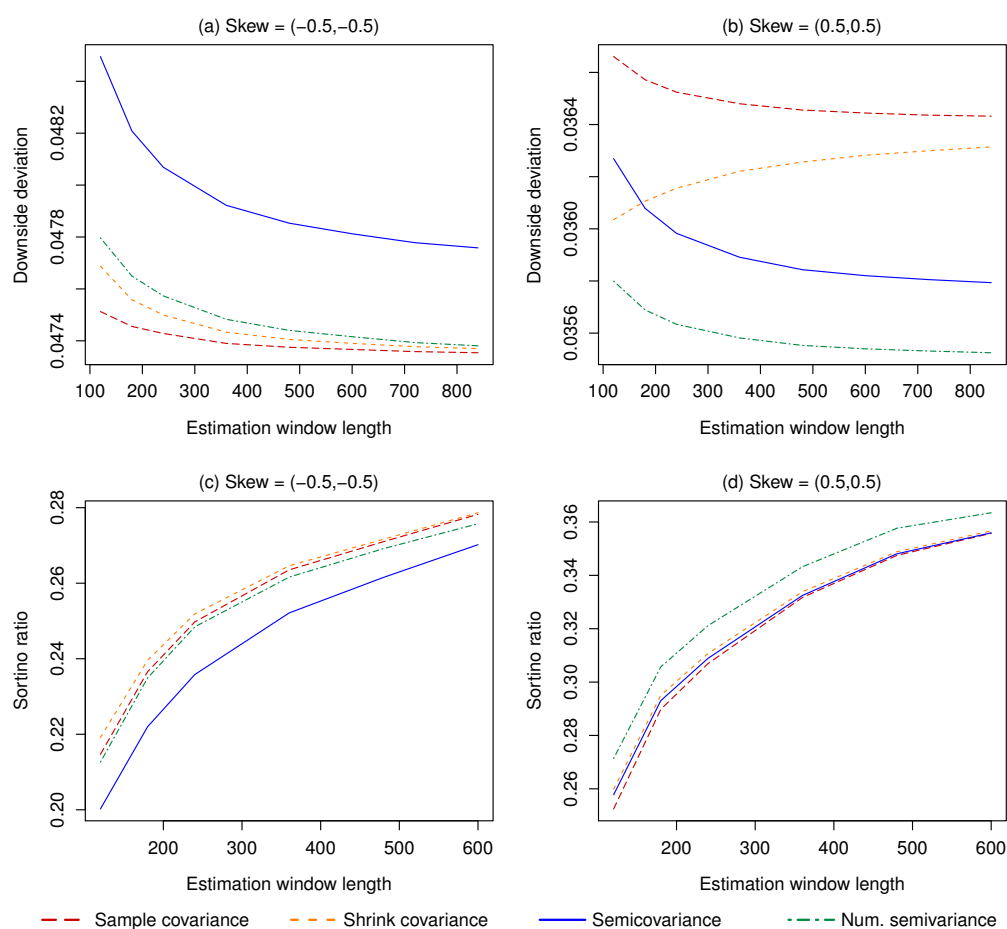 (a) Skew = (−0.5,−0.5)
Downside deviation
0.0474 0.0478 0.0482
100 200 300 400 500 600 700 800
Estimation window length
(b) Skew = (0.5,0.5)
Downside deviation
0.0356 0.0360 0.0364
100 200 300 400 500 600 700 800
Estimation window length
(c) Skew = (−0.5,−0.5)
Sortino ratio
0.20 0.22 0.24 0.26 0.28
200 300 400 500 600
Estimation window length
(d) Skew = (0.5,0.5)
Sortino ratio
0.26 0.28 0.30 0.32 0.34 0.36
200 300 400 500 600
Estimation window length
Sample covariance Shrink covariance Semicovariance Num. semivariance